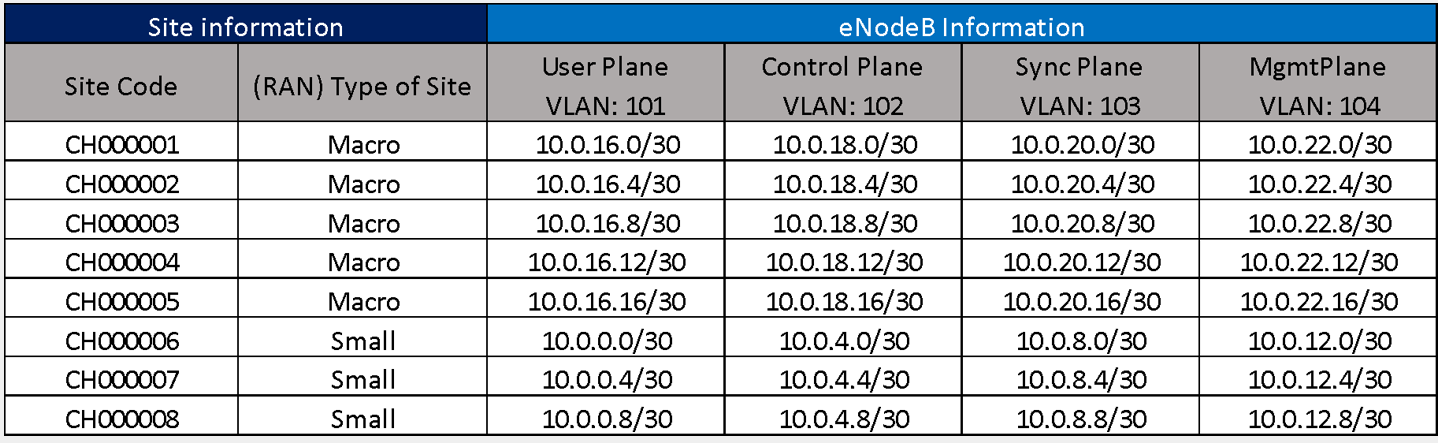 Site information eNodeB Information
Site Code (RAN) Type of Site User Plane Control Plane Sync Plane MgmtPlane
VLAN: 101 VLAN: 102 VLAN: 103 VLAN: 104
CH000001 Macro 10.0.16.0/30 10.0.18.0/30 10.0.20.0/30 10.0.22.0/30
CH000002 Macro 10.0.16.4/30 10.0.18.4/30 10.0.20.4/30 10.0.22.4/30
CH000003 Macro 10.0.16.8/30 10.0.18.8/30 10.0.20.8/30 10.0.22.8/30
CH000004 Macro 10.0.16.12/30 10.0.18.12/30 10.0.20.12/30 10.0.22.12/30
CH000005 Macro 10.0.16.16/30 10.0.18.16/30 10.0.20.16/30 10.0.22.16/30
CH000006 Small 10.0.0.0/30 10.0.4.0/30 10.0.8.0/30 10.0.12.0/30
CH000007 Small 10.0.0.4/30 10.0.4.4/30 10.0.8.4/30 10.0.12.4/30
CH000008 Small 10.0.0.8/30 10.0.4.8/30 10.0.8.8/30 10.0.12.8/30